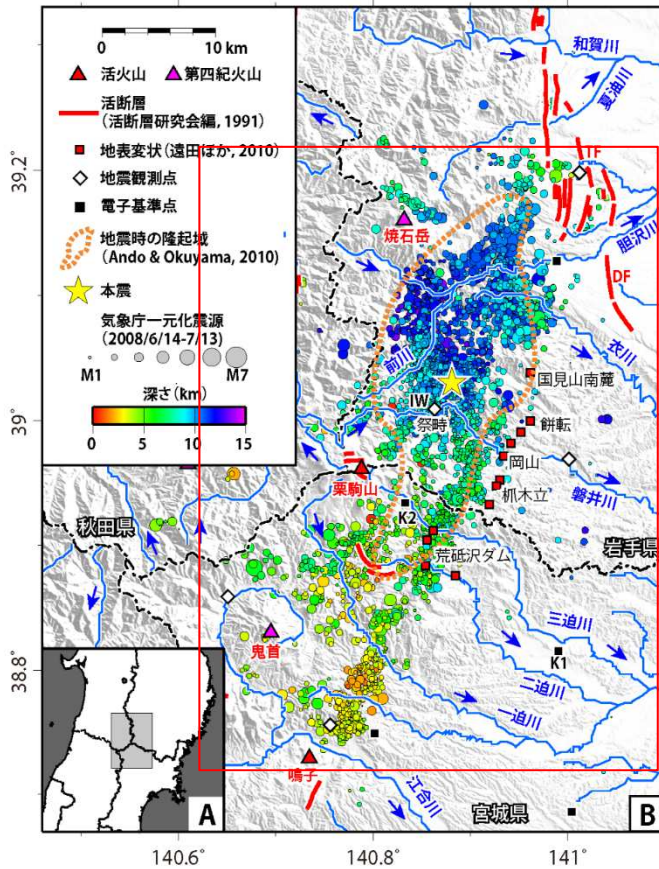 0 10 km
活火山 第四紀火山
活断層
(活断層研究会編, 1991)
地表変状(遠田ほか, 2010)
地震観測点
電子基準点
地震時の隆起域
(Ando & Okuyama, 2010)
本震
気象庁一元化震源
(2008/6/14-7/13)
M1 M7
深さ(km)
0 5 10 15
39.2°
39°
38.8°
140.6° 140.8° 141°
和賀川
夏油川
TF
焼石岳
胆沢川
DF
前川
衣川
国見山南麓
IW
祭畤
餅転
岡山
栗駒山
磐井川
枛木立
K2
秋田県
岩手県
荒砥沢ダム
三迫川
鬼首
K1
二迫川
一迫川
鳴子
江合川
宮城県
A
B